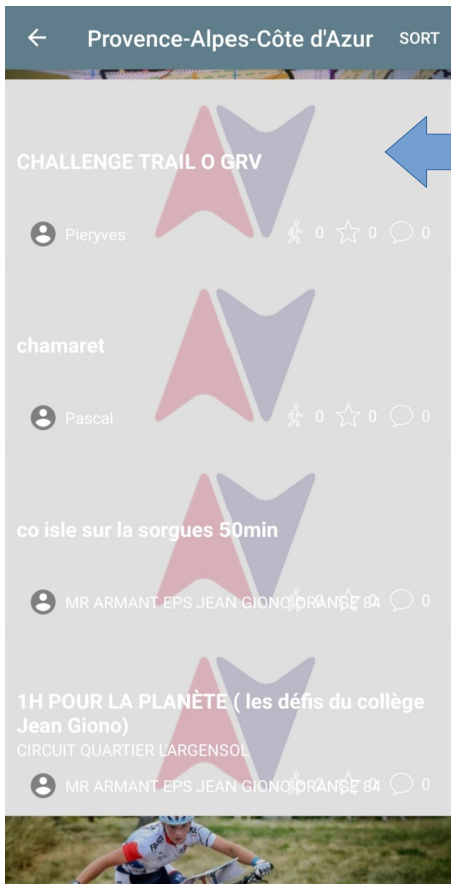 Provence-Alpes-Côte d'Azur SORT
CHALLENGE TRAIL O GRV
Pieryves 0 0 0
chamaret
Pascal 0 0 0
co isle sur la sorgues 50min
MR ARMANT EPS JEAN GIONO ORANGE 84 0
1H POUR LA PLANÈTE ( les défis du collège
Jean Giono)
CIRCUIT QUARTIER L'ARGENSOL
MR ARMANT EPS JEAN GIONO ORANGE 84 0